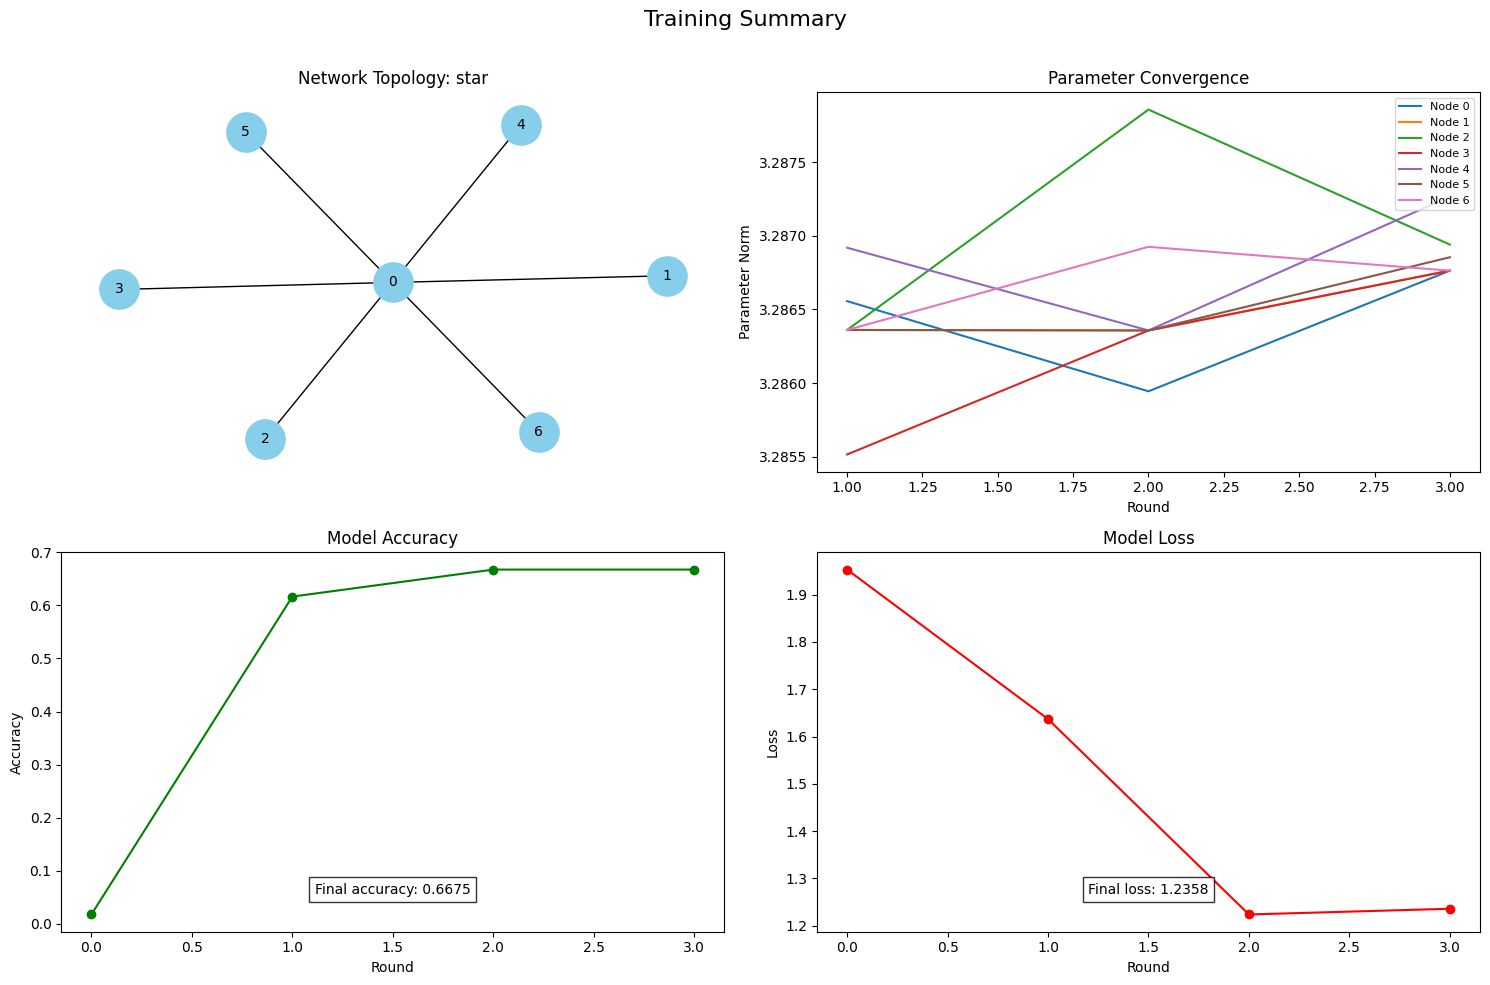 Training Summary
Network Topology: star
5
4
3
0
1
2
6
Parameter Convergence
Node 0
Node 1
Node 2
Node 3
Node 4
Node 5
Node 6
Parameter Norm
3.2875
3.2870
3.2865
3.2860
3.2855
1.00 1.25 1.50 1.75 2.00 2.25 2.50 2.75 3.00
Round
Model Accuracy
Accuracy
0.7
0.6
0.5
0.4
0.3
0.2
0.1
0.0
Final accuracy: 0.6675
0.0 0.5 1.0 1.5 2.0 2.5 3.0
Round
Model Loss
Loss
1.9
1.8
1.7
1.6
1.5
1.4
1.3
1.2
Final loss: 1.2358
0.0 0.5 1.0 1.5 2.0 2.5 3.0
Round